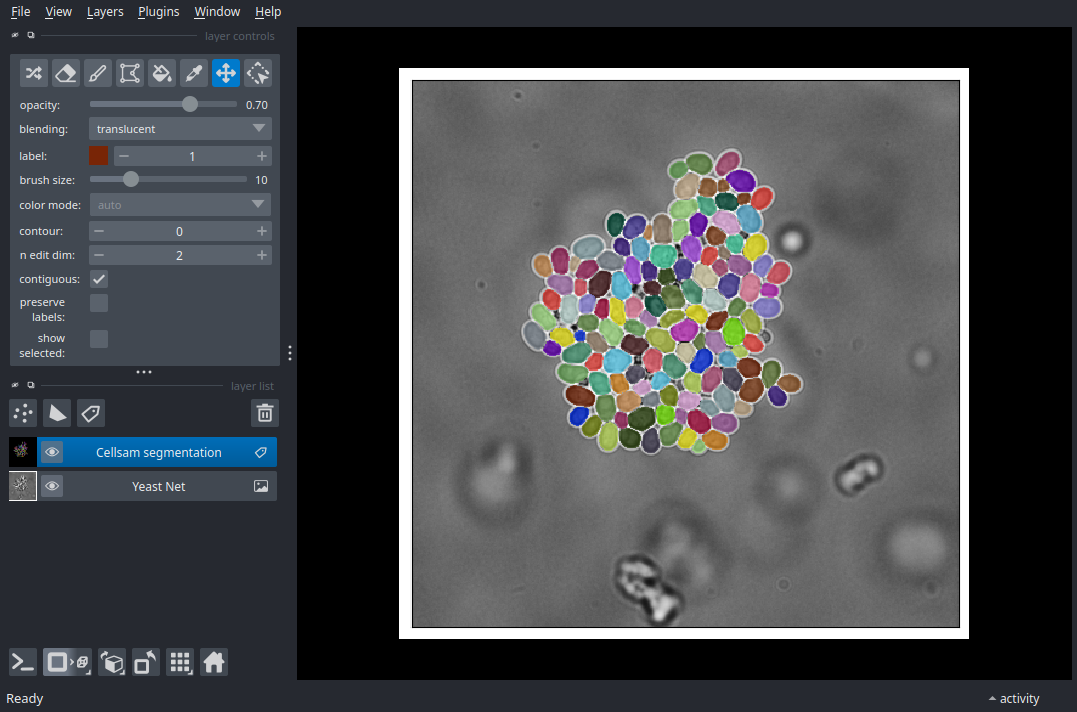 File View Layers Plugins Window Help
layer controls
opacity: 0.70
blending: translucent
label: 1
brush size: 10
color mode: auto
contour: 0
n edit dim: 2
contiguous:
preserve
labels:
show
selected:
layer list
Cellsam segmentation
Yeast Net
Ready
activity